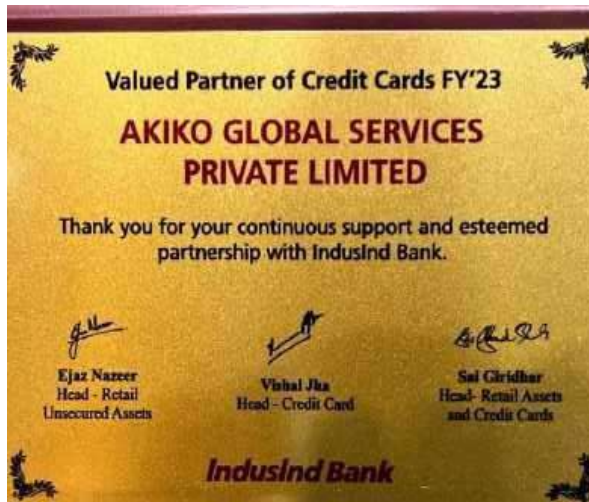 Valued Partner of Credit Cards FY'23
AKIKO GLOBAL SERVICES
PRIVATE LIMITED
Thank you for your continuous support and esteemed
partnership with IndusInd Bank.
Ejaz Nazeer
Head - Retail
Unsecured Assets
Vishal Jha
Head - Credit Card
Sai Giridhar
Head- Retail Assets
and Credit Cards
IndusInd Bank